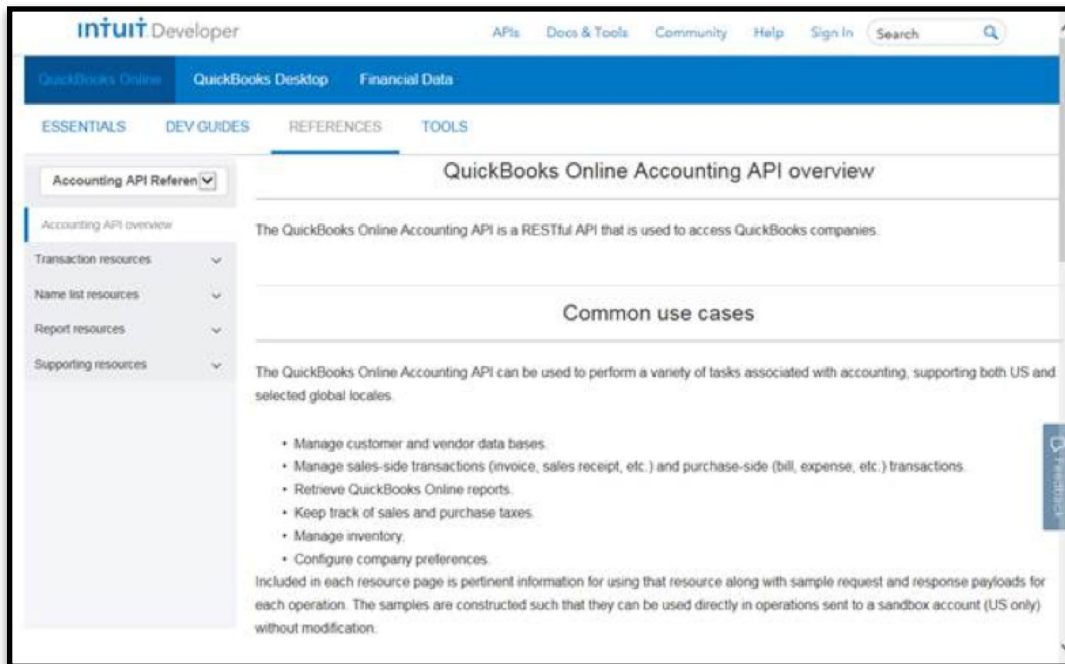 intuit Developer APIs Docs & Tools Community Help Sign In Search
QuickBooks Online QuickBooks Desktop Financial Data
ESSENTIALS DEV GUIDES REFERENCES TOOLS
Accounting API Referen
Accounting API overview
Transaction resources
Name list resources
Report resources
Supporting resources
QuickBooks Online Accounting API overview
The QuickBooks Online Accounting API is a RESTful API that is used to access QuickBooks companies.
Common use cases
The QuickBooks Online Accounting API can be used to perform a variety of tasks associated with accounting, supporting both US and
selected global locales.
• Manage customer and vendor data bases.
• Manage sales-side transactions (invoice, sales receipt, etc.) and purchase-side (bill, expense, etc.) transactions.
• Retrieve QuickBooks Online reports.
• Keep track of sales and purchase taxes.
• Manage inventory.
• Configure company preferences.
Included in each resource page is pertinent information for using that resource along with sample request and response payloads for
each operation. The samples are constructed such that they can be used directly in operations sent to a sandbox account (US only)
without modification.
Feedback